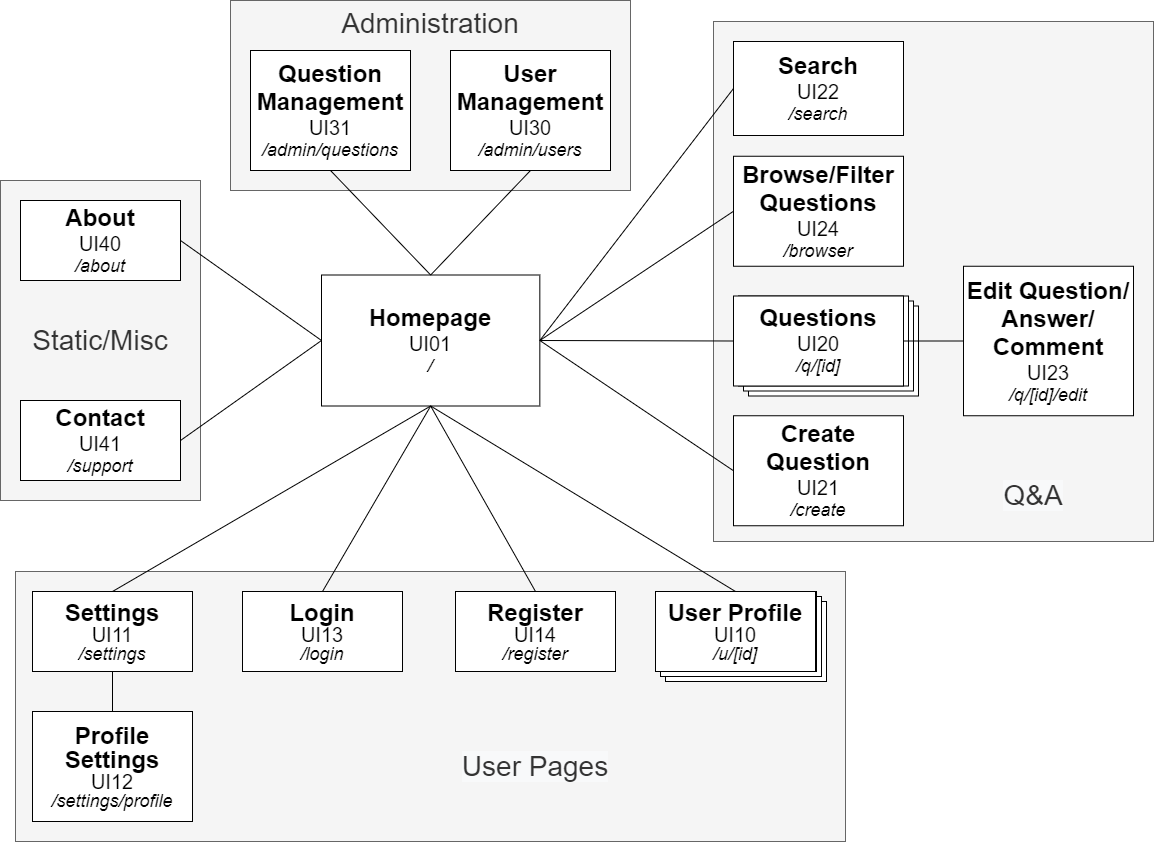 Administration
Question
Management
UI31
/admin/questions
User
Management
UI30
/admin/users
Search
UI22
/search
Browse/Filter
Questions
UI24
/browser
Questions
UI20
/q/[id]
Edit Question/
Answer/
Comment
UI23
/q/[id]/edit
Create
Question
UI21
/create
Q&A
About
UI40
/about
Static/Misc
Contact
UI41
/support
Homepage
UI01
/
Settings
UI11
/settings
Login
UI13
/login
Register
UI14
/register
User Profile
UI10
/u/[id]
Profile
Settings
UI12
/settings/profile
User Pages